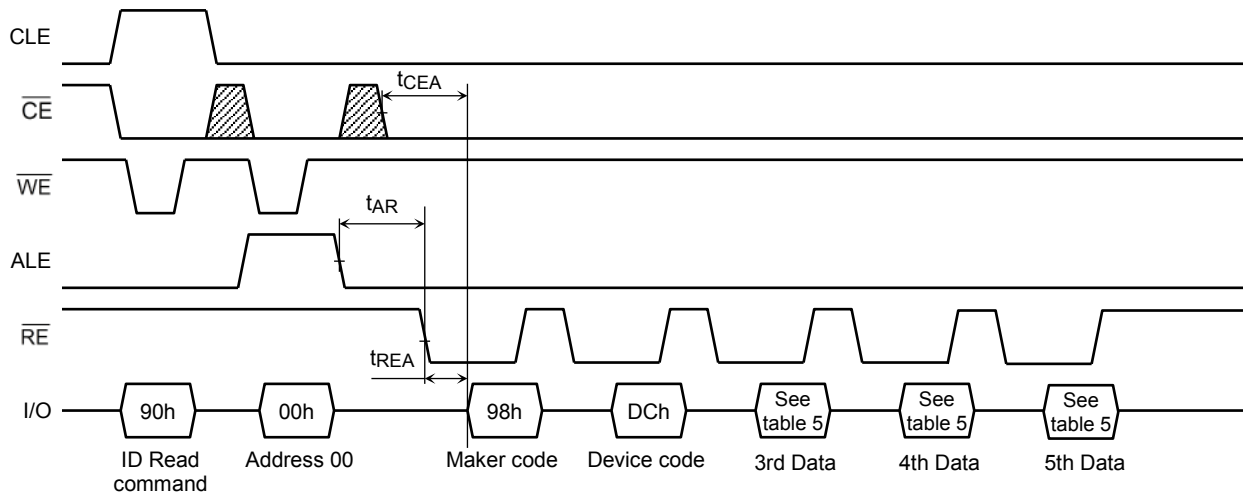 CLE
CE
tCEA
WE
tAR
ALE
RE
tREA
I/O
90h
00h
98h
DCh
See
table 5
See
table 5
See
table 5
ID Read
command
Address 00
Maker code
Device code
3rd Data
4th Data
5th Data